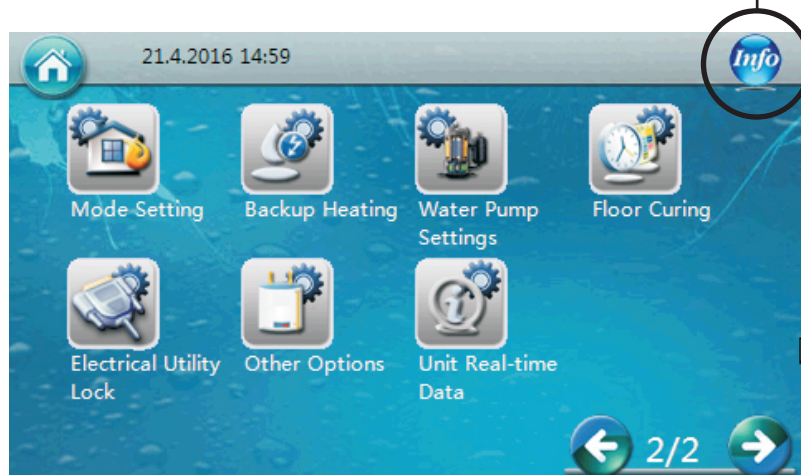 21.4.2016 14:59
Info
Mode Setting
Backup Heating
Water Pump
Settings
Floor Curing
Electrical Utility
Lock
Other Options
Unit Real-time
Data
2/2